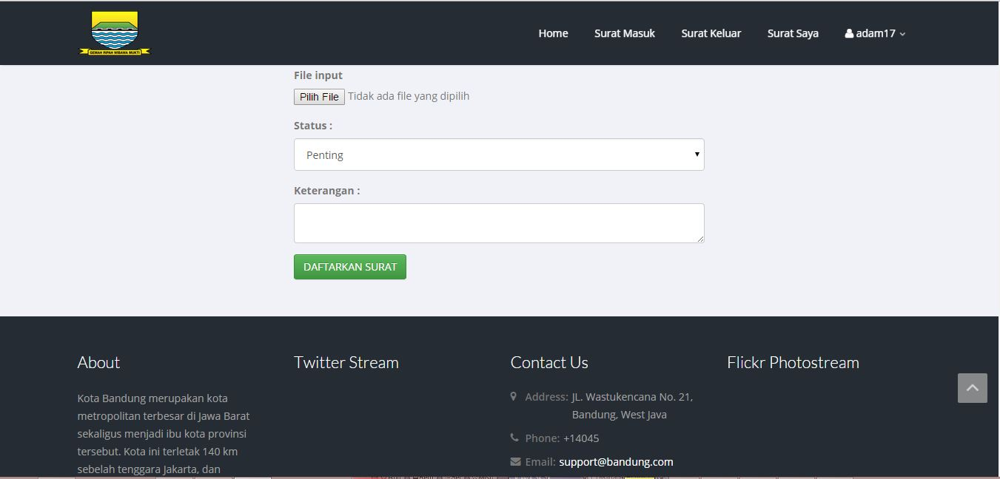 GEMAH RIPAH WIBAWA MUKTI
Home Surat Masuk Surat Keluar Surat Saya adam17
File input
Pilih File Tidak ada file yang dipilih
Status :
Penting
Keterangan :
DAFTARKAN SURAT
About
Kota Bandung merupakan kota
metropolitan terbesar di Jawa Barat
sekaligus menjadi ibu kota provinsi
tersebut. Kota ini terletak 140 km
sebelah tenggara Jakarta, dan
Twitter Stream
Contact Us
Address: JL. Wastukencana No. 21,
Bandung, West Java
Phone: +14045
Email: support@bandung.com
Flickr Photostream